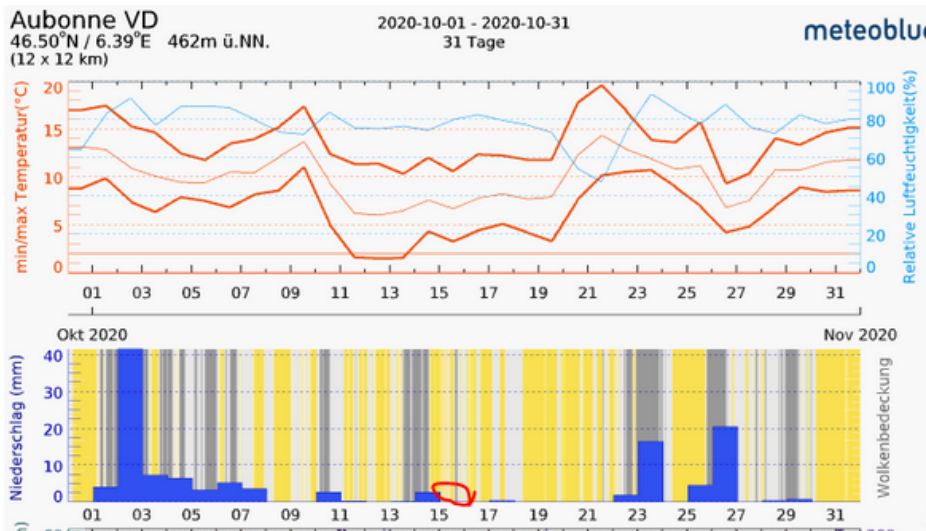 Aubonne VD
46.50°N / 6.39°E 462m ü.NN.
(12 x 12 km)
2020-10-01 - 2020-10-31
31 Tage
meteoblue
min/max Temperatur(°C)
20
15
10
5
0
100
80
60
40
20
0
Relative Luftfeuchtigkeit(%)
01 03 05 07 09 11 13 15 17 19 21 23 25 27 29 31
Okt 2020
Nov 2020
Niederschlag (mm)
40
30
20
10
0
Wolkenbedeckung
01 03 05 07 09 11 13 15 17 19 21 23 25 27 29 31